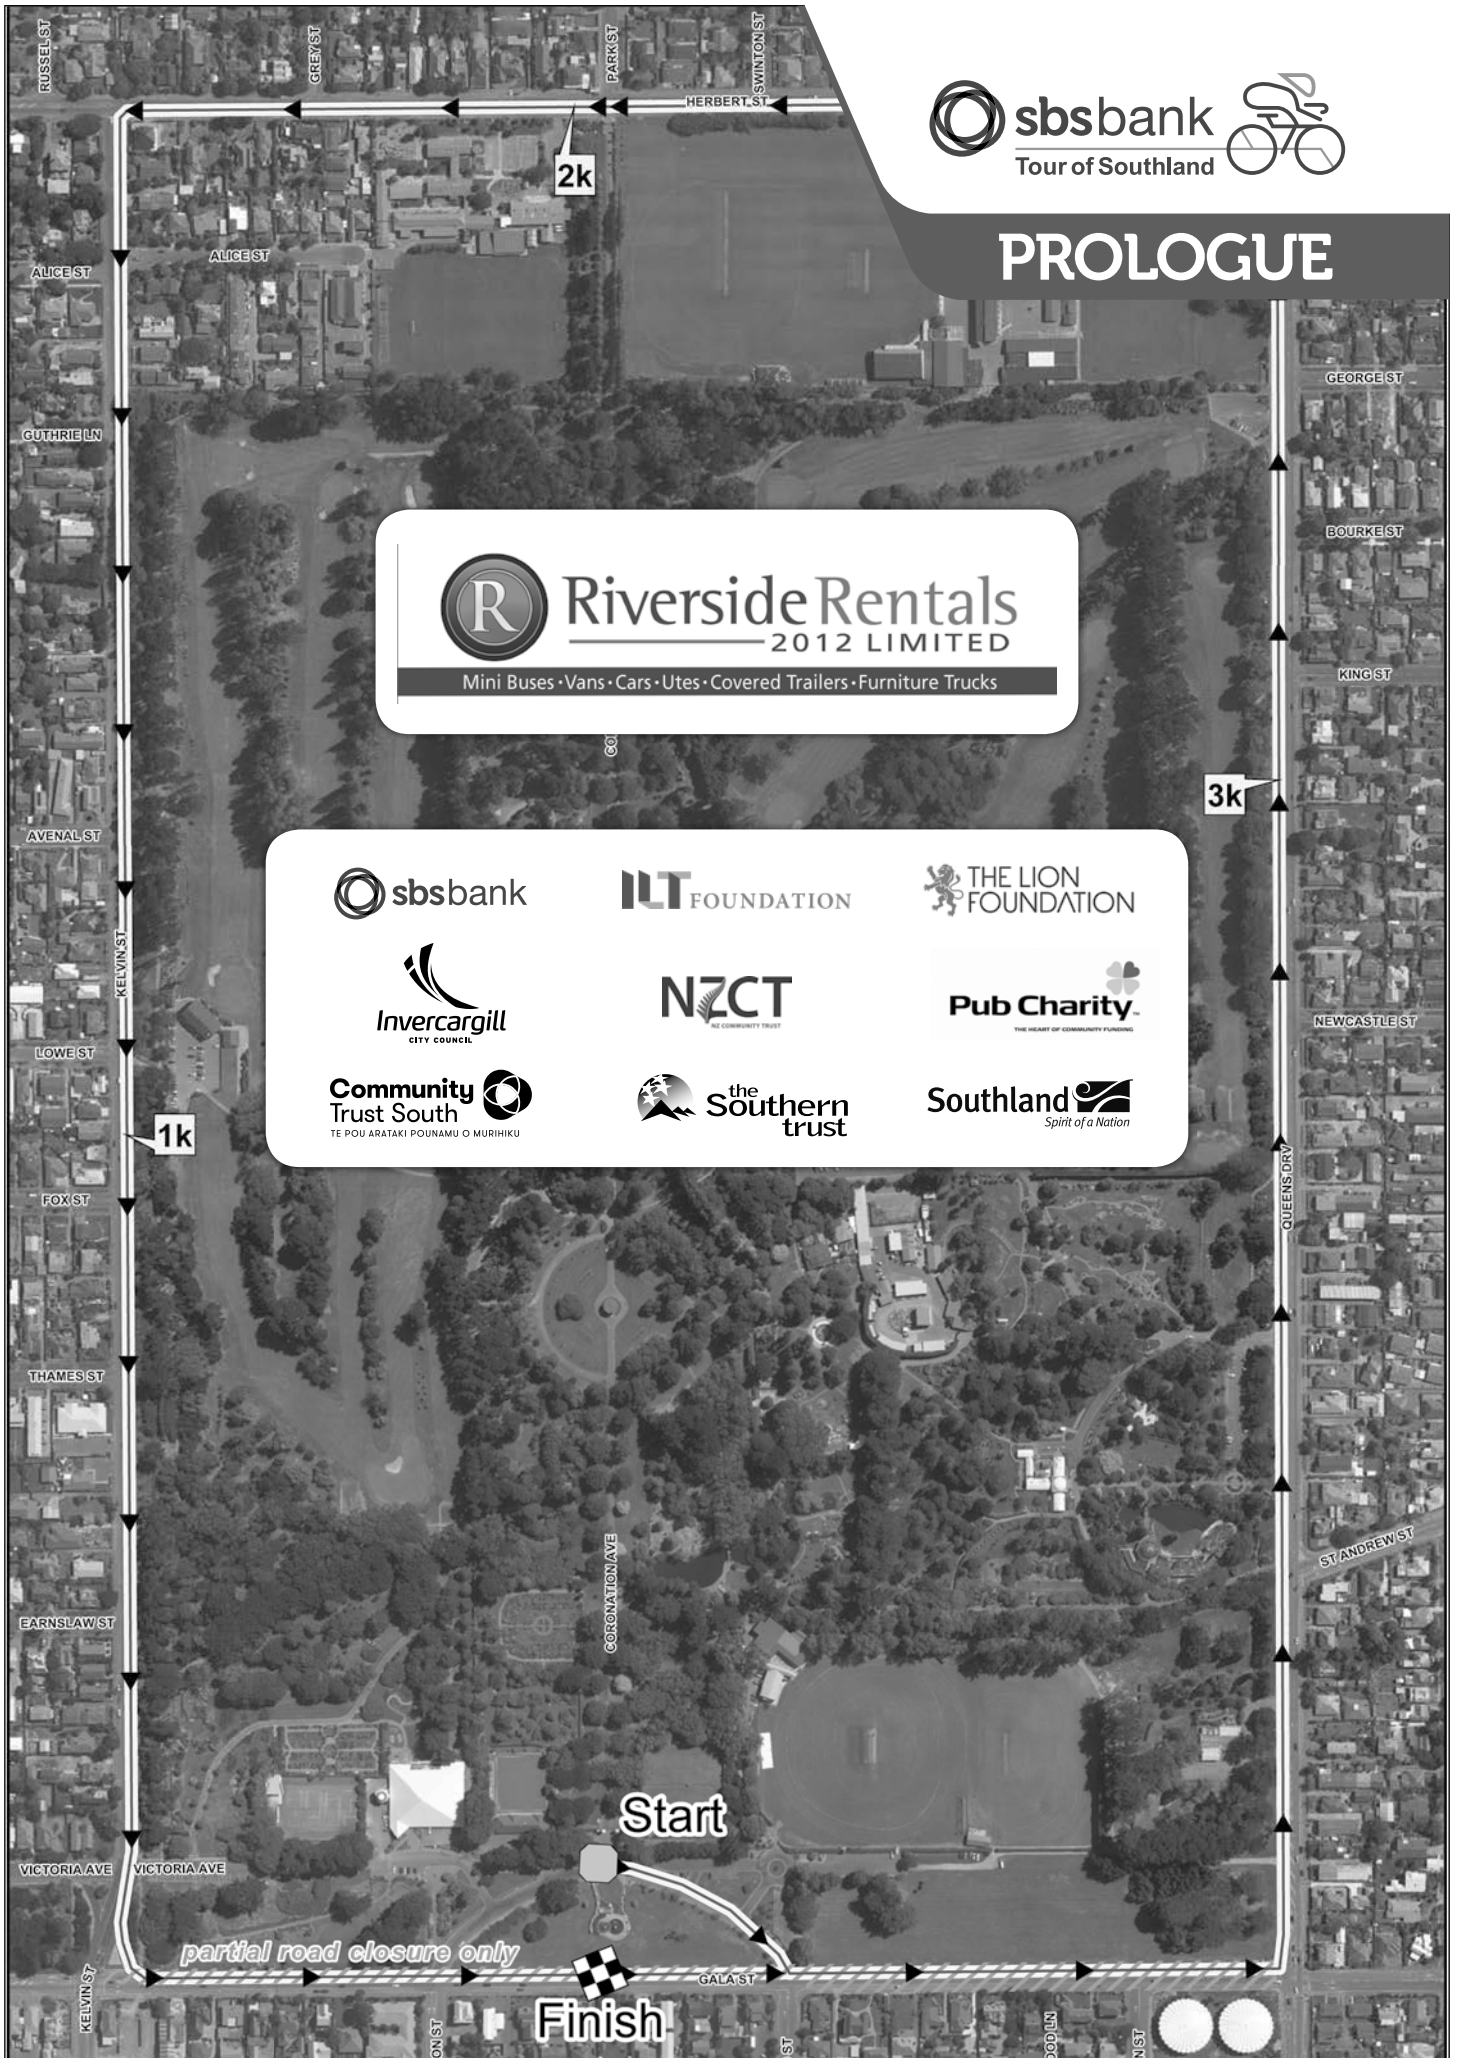 RUSSEL ST
GREY ST
PARK ST
SWINTON ST
HERBERT ST
sbsbank
Tour of Southland
PROLOGUE
2k
ALICE ST
ALICE ST
GEORGE ST
GUTHRIE LN
BOURKE ST
R
Riverside Rentals
2012 LIMITED
Mini Buses · Vans · Cars · Utes · Covered Trailers · Furniture Trucks
KING ST
3k
AVENAL ST
sbsbank
ILT FOUNDATION
THE LION
FOUNDATION
KELVIN ST
Invercargill
CITY COUNCIL
NZCT
NZ COMMUNITY TRUST
Pub Charity™
THE HEART OF COMMUNITY FUNDING
NEWCASTLE ST
LOWE ST
Community
Trust South
TE POU ARATAKI POUNAMU O MURIHIKU
the
Southern
trust
Southland
Spirit of a Nation
1k
QUEENS DRV
FOX ST
THAMES ST
CORONATION AVE
ST ANDREW ST
EARNSLAW ST
Start
VICTORIA AVE
VICTORIA AVE
partial road closure only
GALA ST
KELVIN ST
Finish